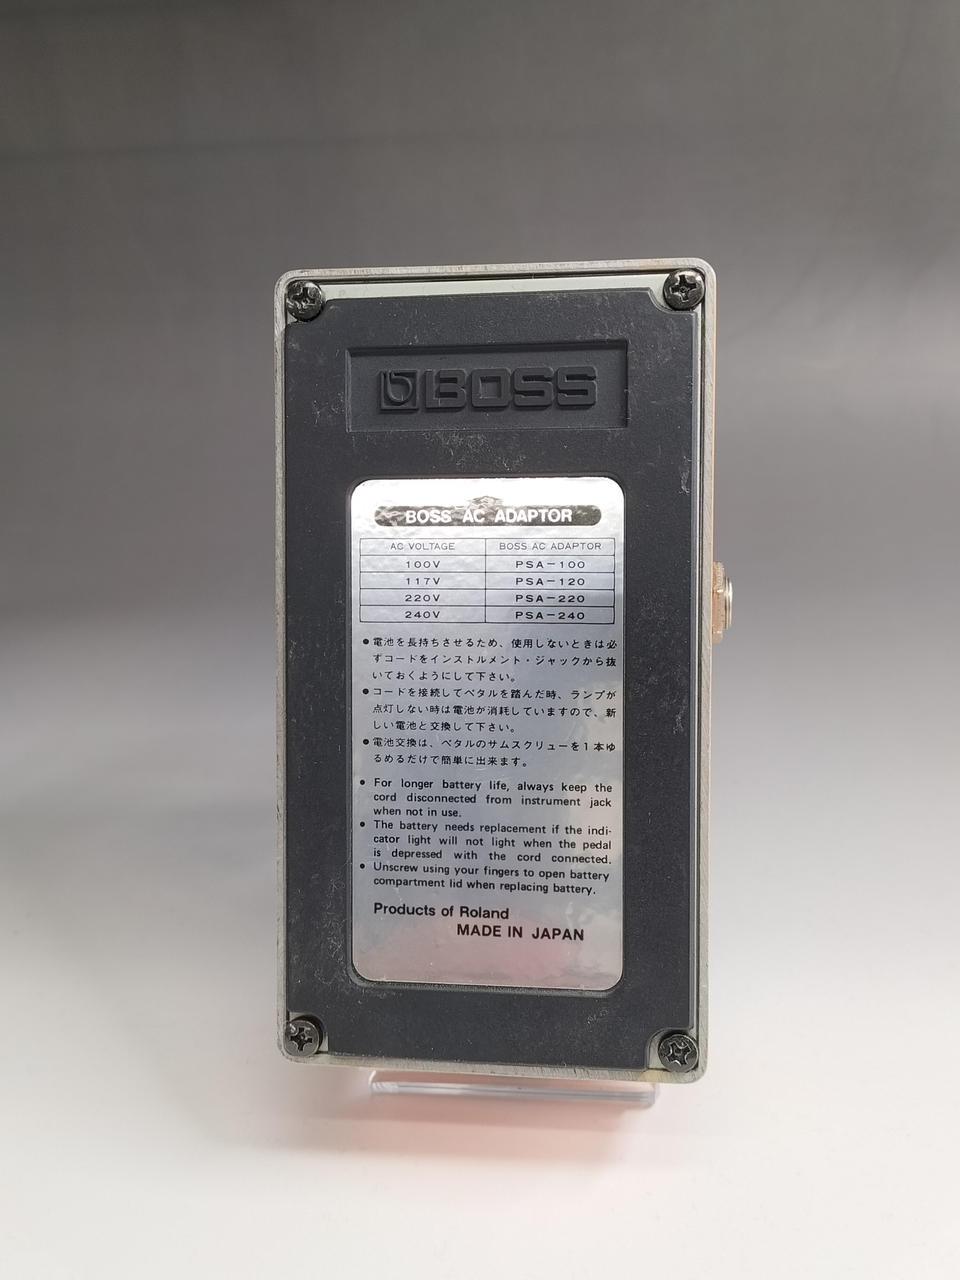 BOSS
BOSS AC ADAPTOR
AC VOLTAGE BOSS AC ADAPTOR
100V PSA-100
117V PSA-120
220V PSA-220
240V PSA-240
●電池を長持ちさせるため、使用しないときは必
ずコードをインストルメント・ジャックから抜
いておくようにして下さい。
●コードを接続してペタルを踏んだ時、ランプが
点灯しない時は電池が消耗していますので、新
しい電池と交換して下さい。
●電池交換は、ペタルのサムスクリューを1本ゆ
るめるだけで簡単に出来ます。
● For longer battery life, always keep the
cord disconnected from instrument jack
when not in use.
● The battery needs replacement if the indi-
cator light will not light when the pedal
is depressed with the cord connected.
● Unscrew using your fingers to open battery
compartment lid when replacing battery.
Products of Roland
MADE IN JAPAN